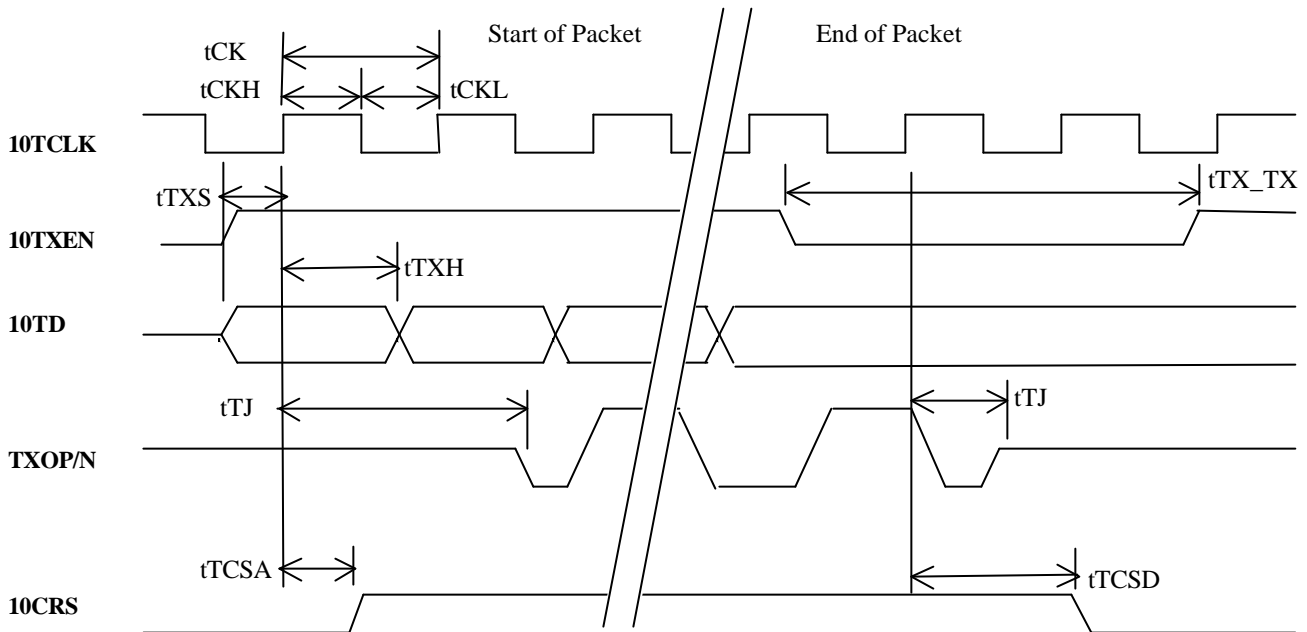 Start of Packet
End of Packet
tCK
tCKH
tCKL
10TCLK
tTXS
tTX_TX
10TXEN
tTXH
10TD
tTJ
tTJ
TXOP/N
tTCSA
tTCSD
10CRS